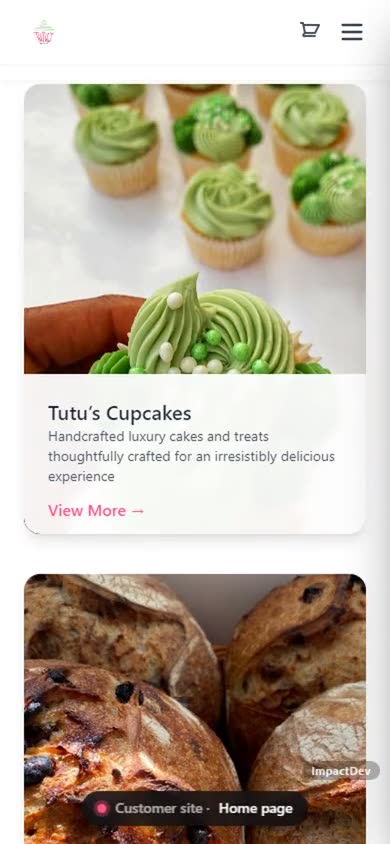 Tutu's Cupcakes
Handcrafted luxury cakes and treats
thoughtfully crafted for an irresistibly delicious
experience
View More →
ImpactDev
Customer site · Home page